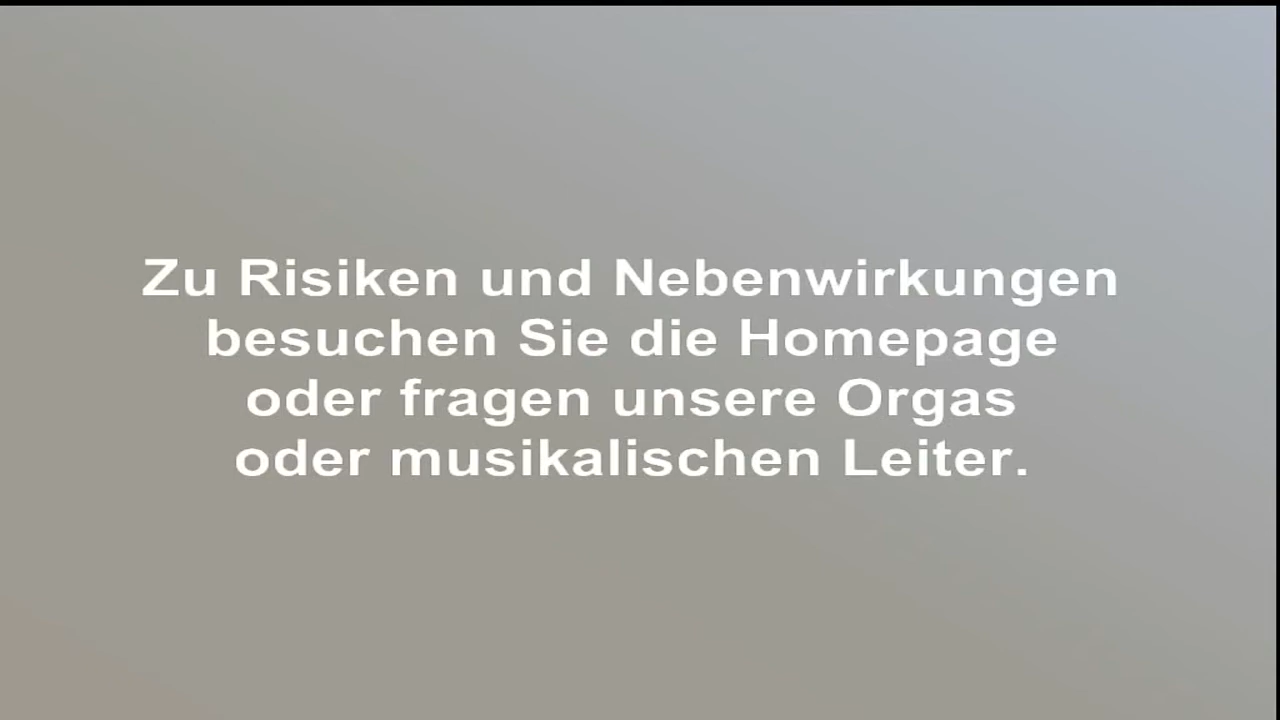 Zu Risiken und Nebenwirkungen
besuchen Sie die Homepage
oder fragen unsere Orgas
oder musikalischen Leiter.